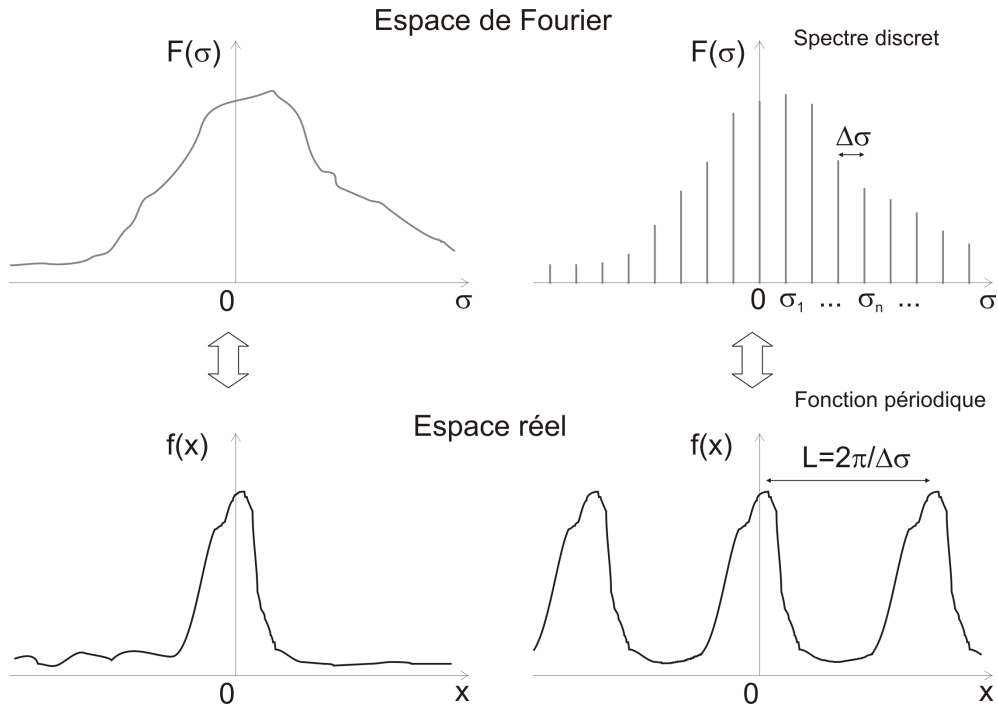 Espace de Fourier
F(σ)
0
σ
F(σ)
Spectre discret
Δσ
0 σ₁ ... σₙ ... σ
Espace réel
f(x)
0
x
Fonction périodique
f(x)
L=2π/Δσ
0
x